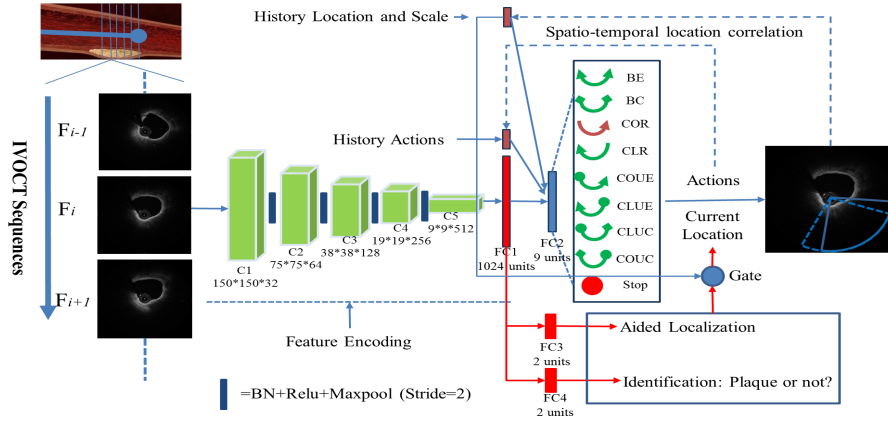 History Location and Scale
Spatio-temporal location correlation
IVOCT Sequences
Fi-1
Fi
Fi+1
History Actions
C1
150*150*32
C2
75*75*64
C3
38*38*128
C4
19*19*256
C5
9*9*512
FC1
1024 units
FC2
9 units
BE
BC
COR
CLR
COUE
CLUE
CLUC
COUC
Stop
Actions
Current
Location
Gate
Feature Encoding
FC3
2 units
Aided Localization
FC4
2 units
Identification: Plaque or not?
=BN+Relu+Maxpool (Stride=2)